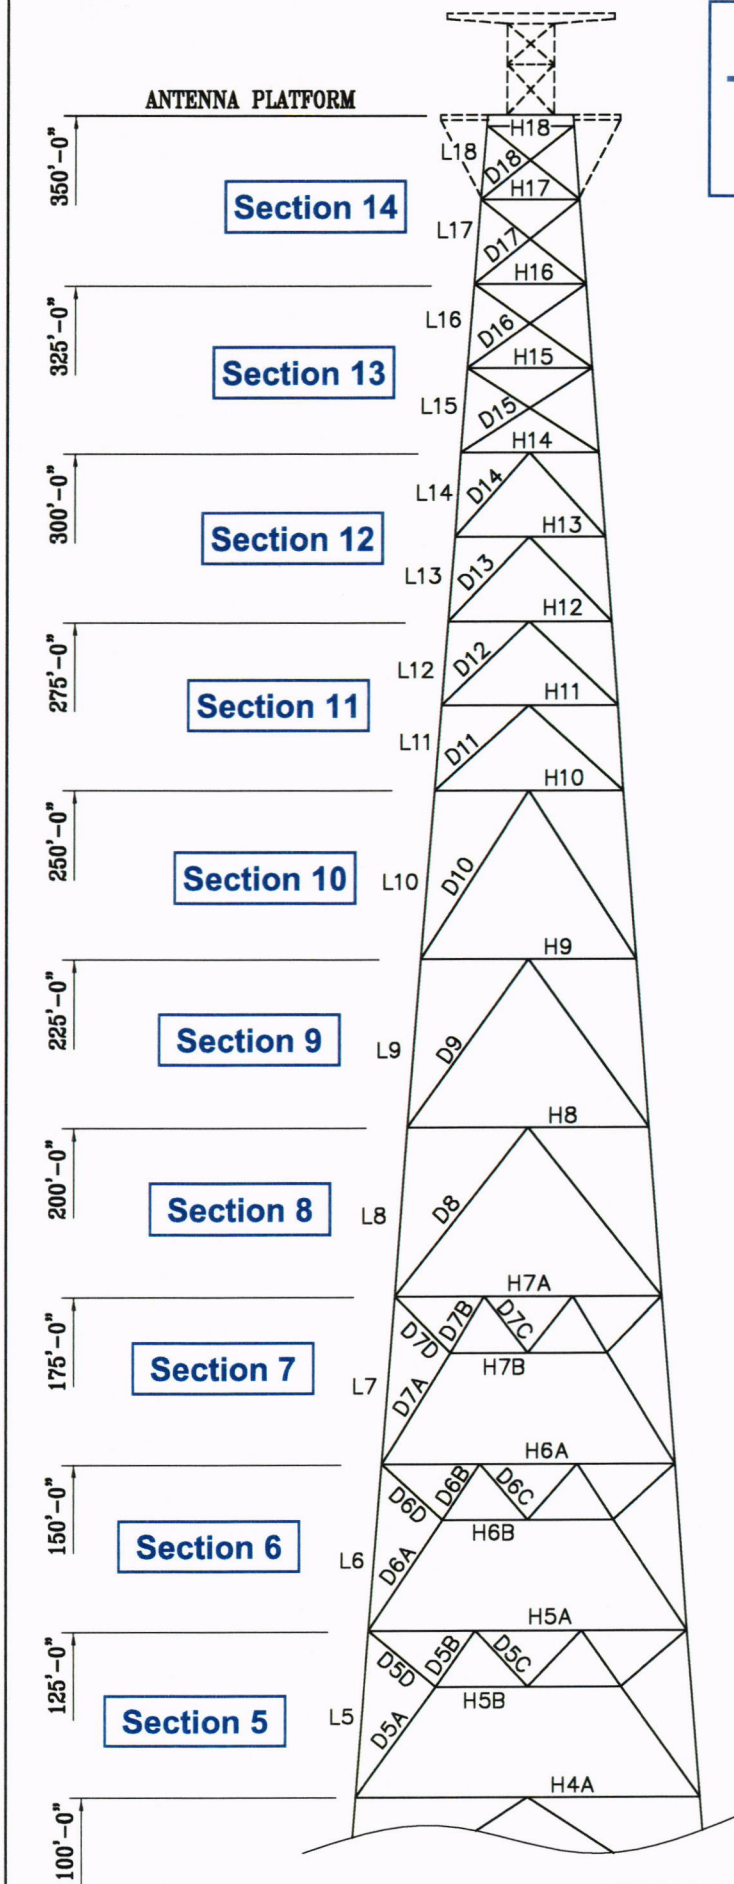 ANTENNA PLATFORM
350'-0"
L18
H18
D18
H17
Section 14
L17
D17
H16
325'-0"
L16
D16
H15
Section 13
L15
D15
H14
300'-0"
L14
D14
H13
Section 12
L13
D13
H12
275'-0"
L12
D12
H11
Section 11
L11
D11
H10
250'-0"
Section 10
L10
D10
H9
225'-0"
Section 9
L9
D9
H8
200'-0"
Section 8
L8
D8
H7A
175'-0"
D7D
D7B
D7C
H7B
Section 7
L7
D7A
H6A
150'-0"
D6D
D6B
D6C
H6B
Section 6
L6
D6A
H5A
125'-0"
D5D
D5B
D5C
H5B
Section 5
L5
D5A
H4A
100'-0"